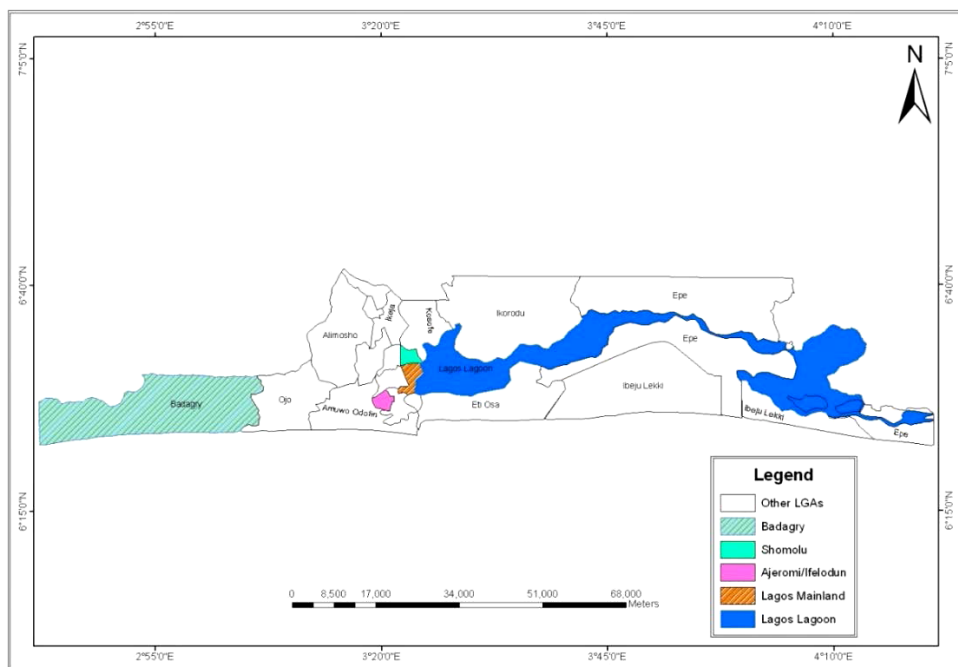 2°55'0"E 3°20'0"E 3°45'0"E 4°10'0"E
7°5'0"N 7°5'0"N
N
6°40'0"N 6°40'0"N
Epe
Ikorodu
Kosofe
Ikeja
Alimosho
Epe
Lagos Lagoon
Ibeju Lekki
Badagry
Ojo
Eti Osa
Amuwo Odofin
Ibeju Lekki
Epe
6°15'0"N 6°15'0"N
Legend
Other LGAs
Badagry
Shomolu
Ajeromi/Ifelodun
Lagos Mainland
Lagos Lagoon
0 8,500 17,000 34,000 51,000 68,000
Meters
2°55'0"E 3°20'0"E 3°45'0"E 4°10'0"E